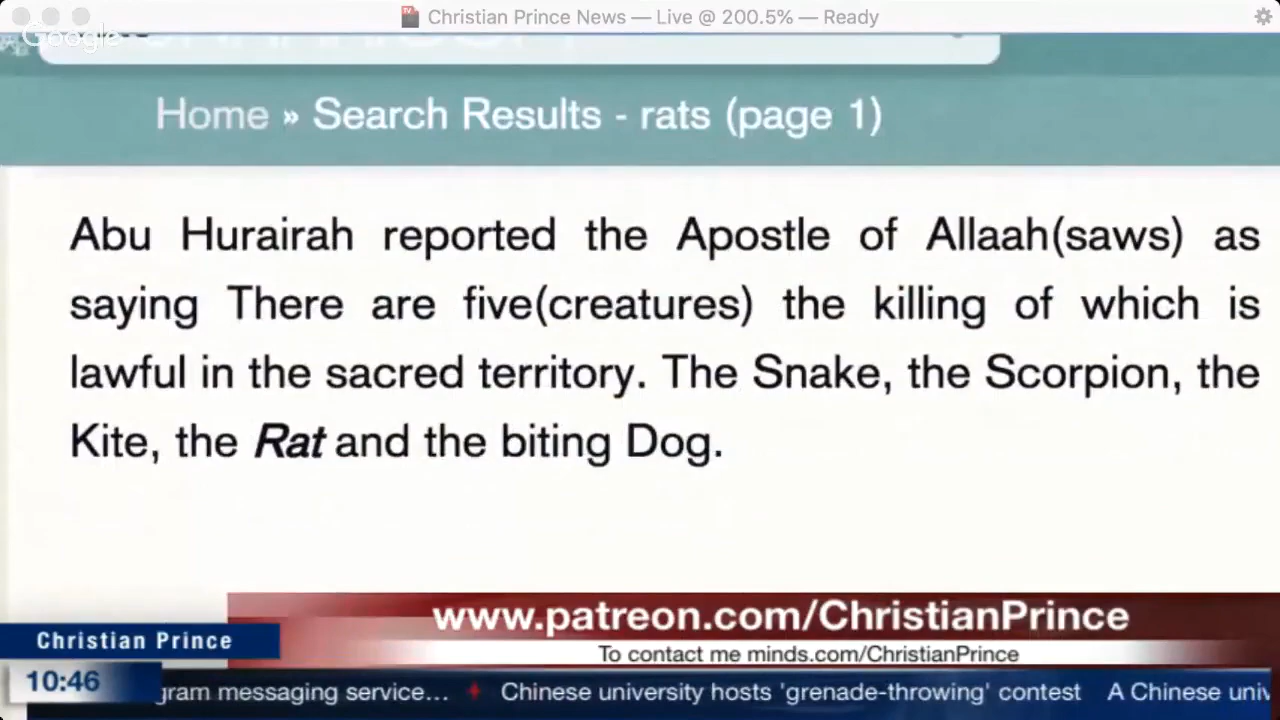 Christian Prince News — Live @ 200.5% — Ready
Google
Home » Search Results - rats (page 1)
Abu Hurairah reported the Apostle of Allaah(saws) as
saying There are five(creatures) the killing of which is
lawful in the sacred territory. The Snake, the Scorpion, the
Kite, the Rat and the biting Dog.
www.patreon.com/ChristianPrince
Christian Prince
To contact me minds.com/ChristianPrince
10:46
gram messaging service... Chinese university hosts 'grenade-throwing' contest A Chinese univ